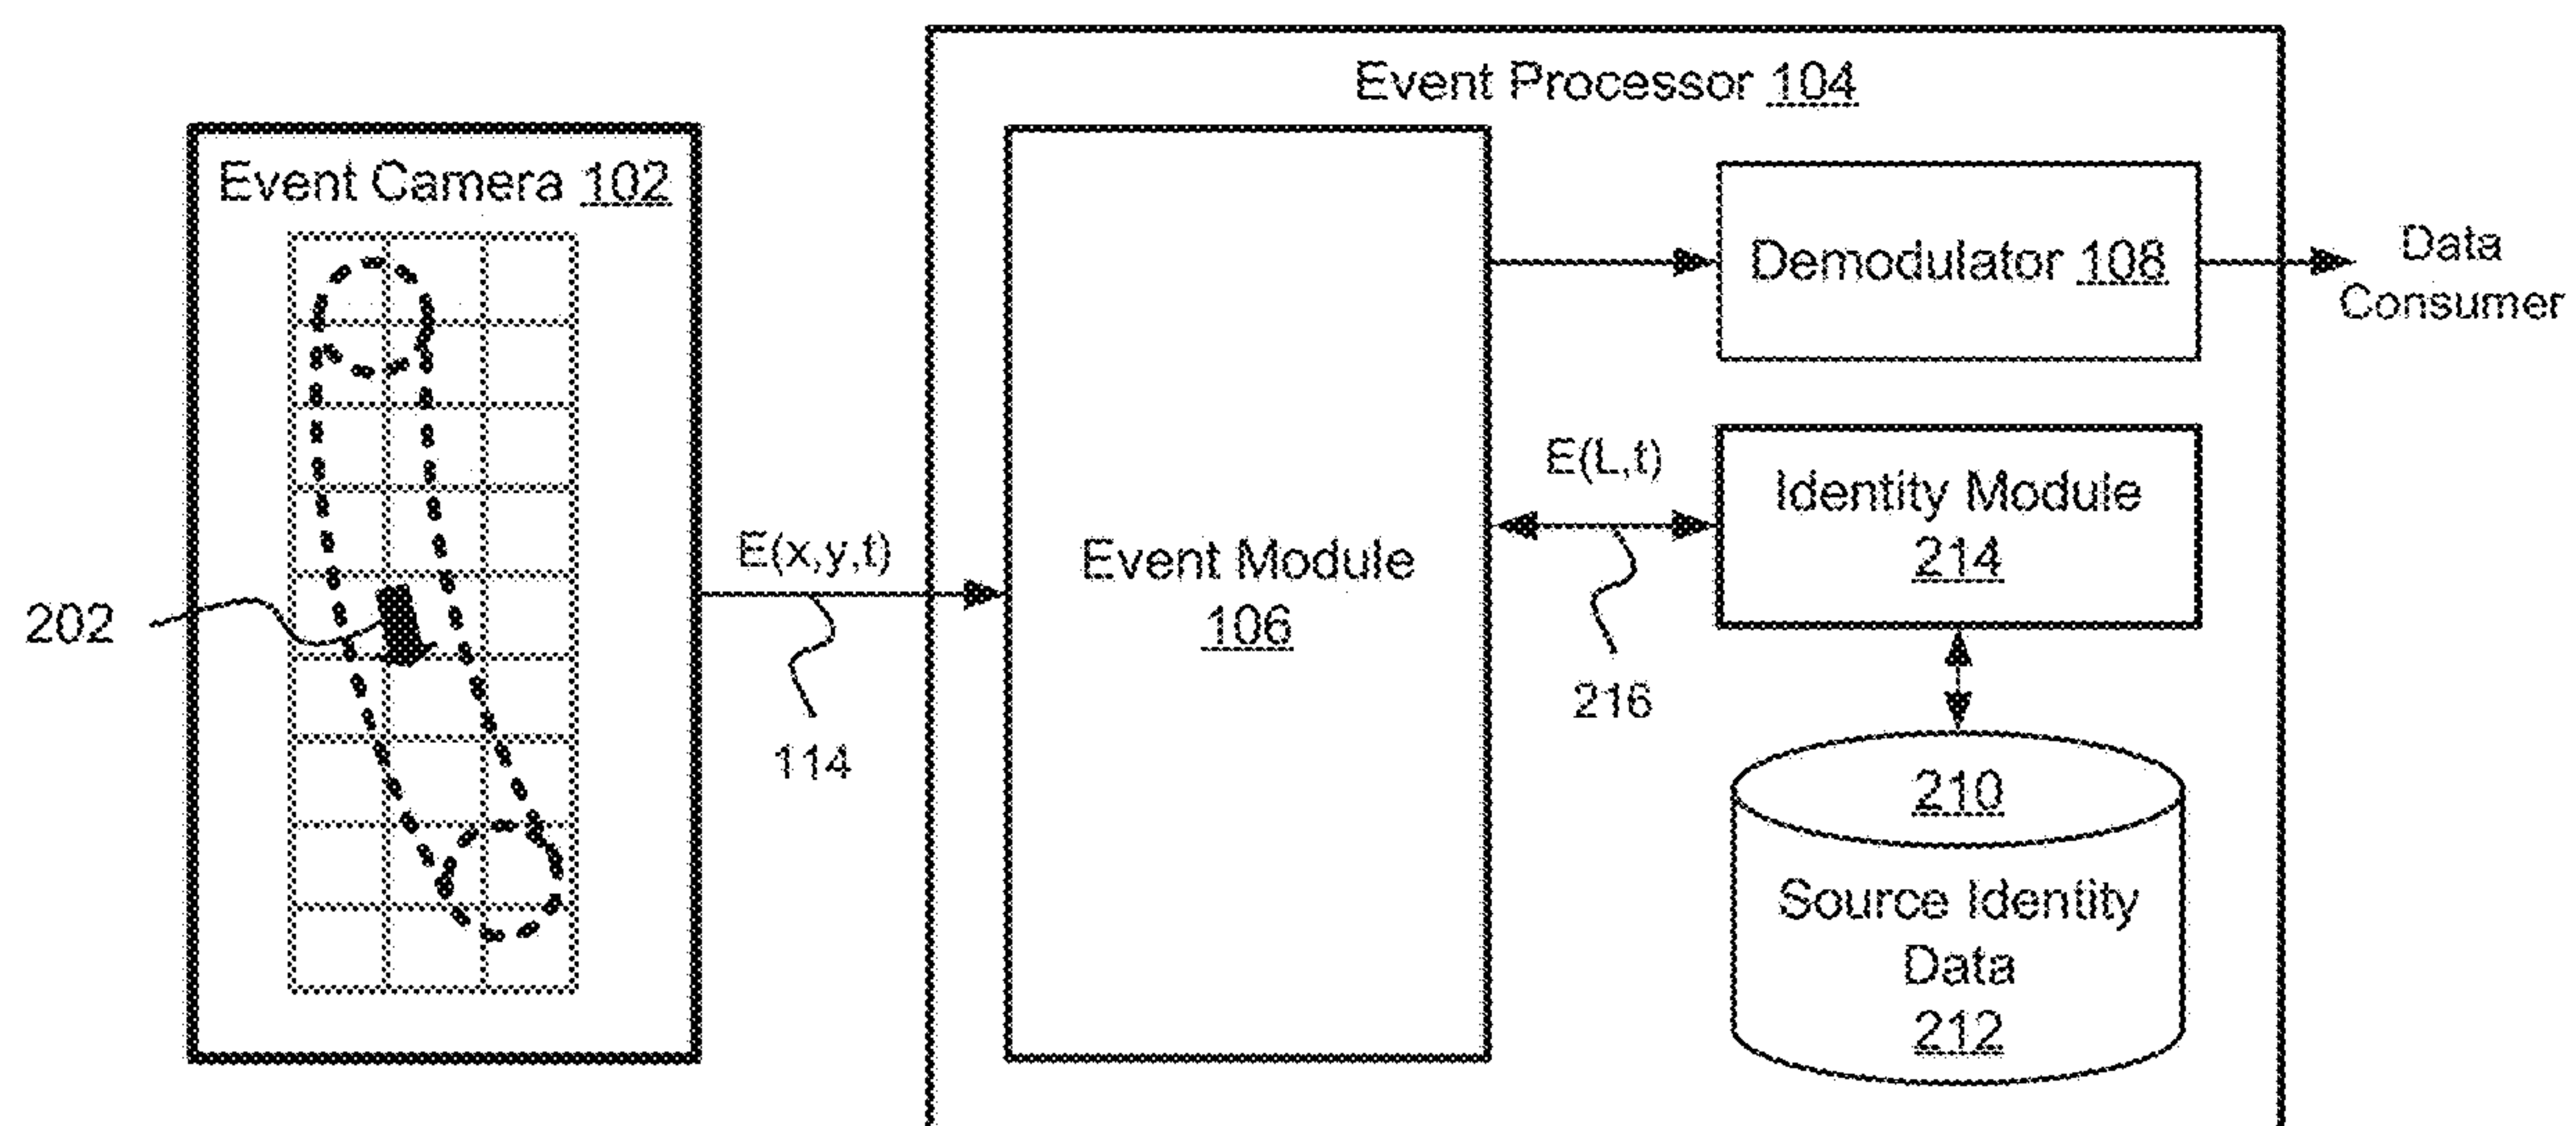 Event Processor 104
Event Camera 102
202
E(x,y,t)
114
Event Module
106
Demodulator 108
Data
Consumer
E(L,t)
216
Identity Module
214
210
Source Identity
Data
212